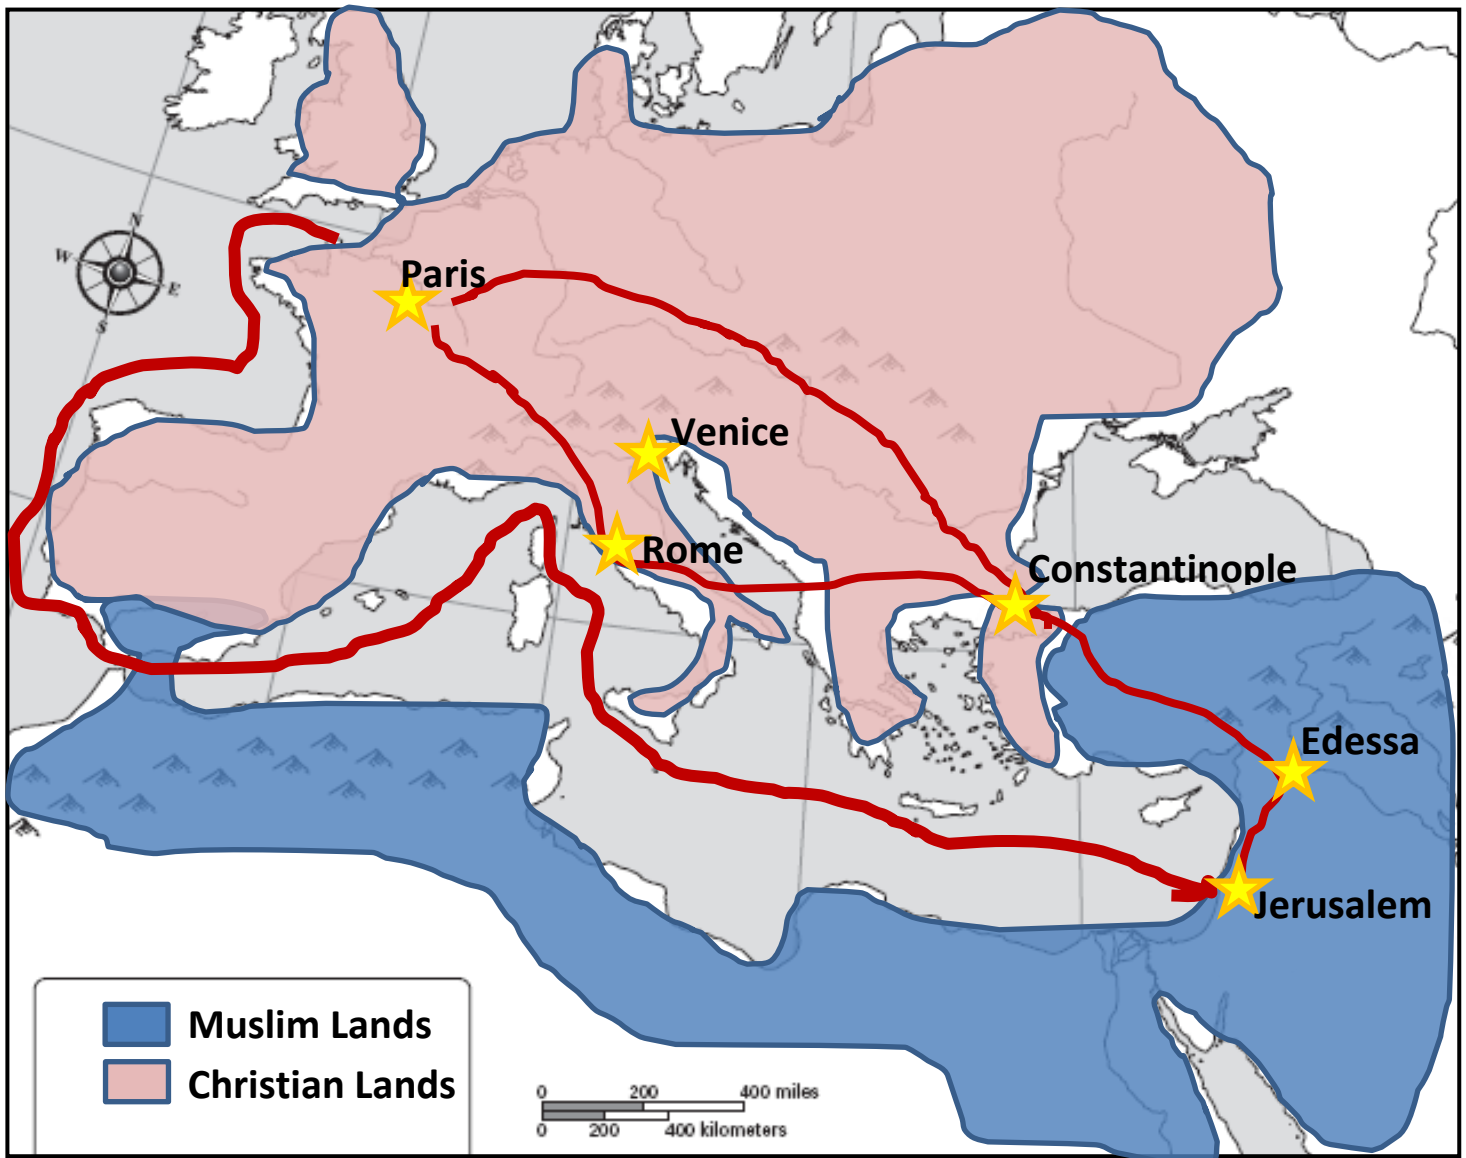 N
W
E
S
Paris
Venice
Rome
Constantinople
Edessa
Jerusalem
Muslim Lands
Christian Lands
0 200 400 miles
0 200 400 kilometers